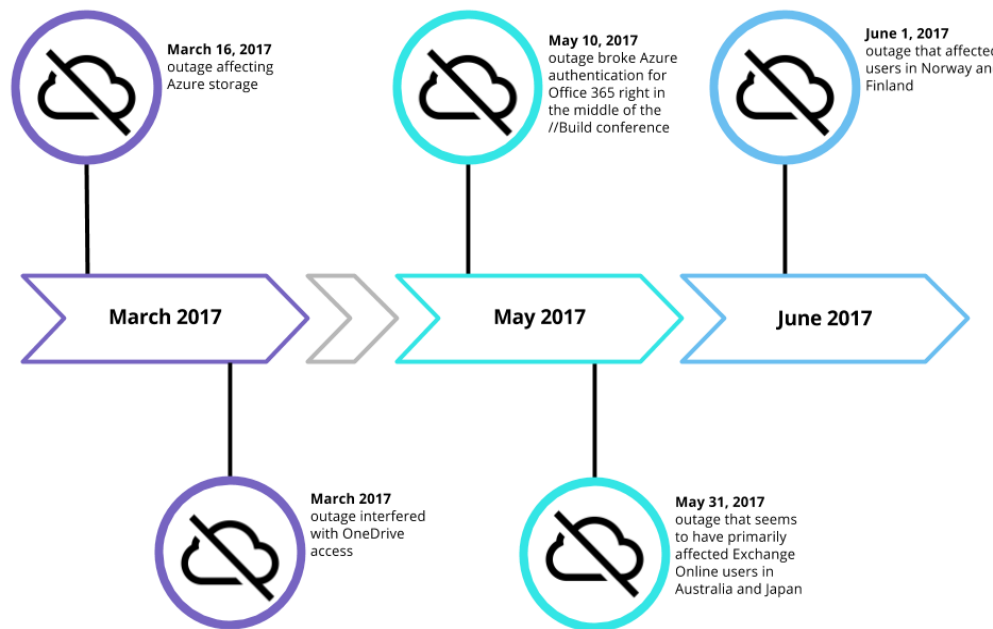 March 16, 2017
outage affecting
Azure storage
May 10, 2017
outage broke Azure
authentication for
Office 365 right in
the middle of the
//Build conference
June 1, 2017
outage that affected
users in Norway an
Finland
March 2017
May 2017
June 2017
March 2017
outage interfered
with OneDrive
access
May 31, 2017
outage that seems
to have primarily
affected Exchange
Online users in
Australia and Japan